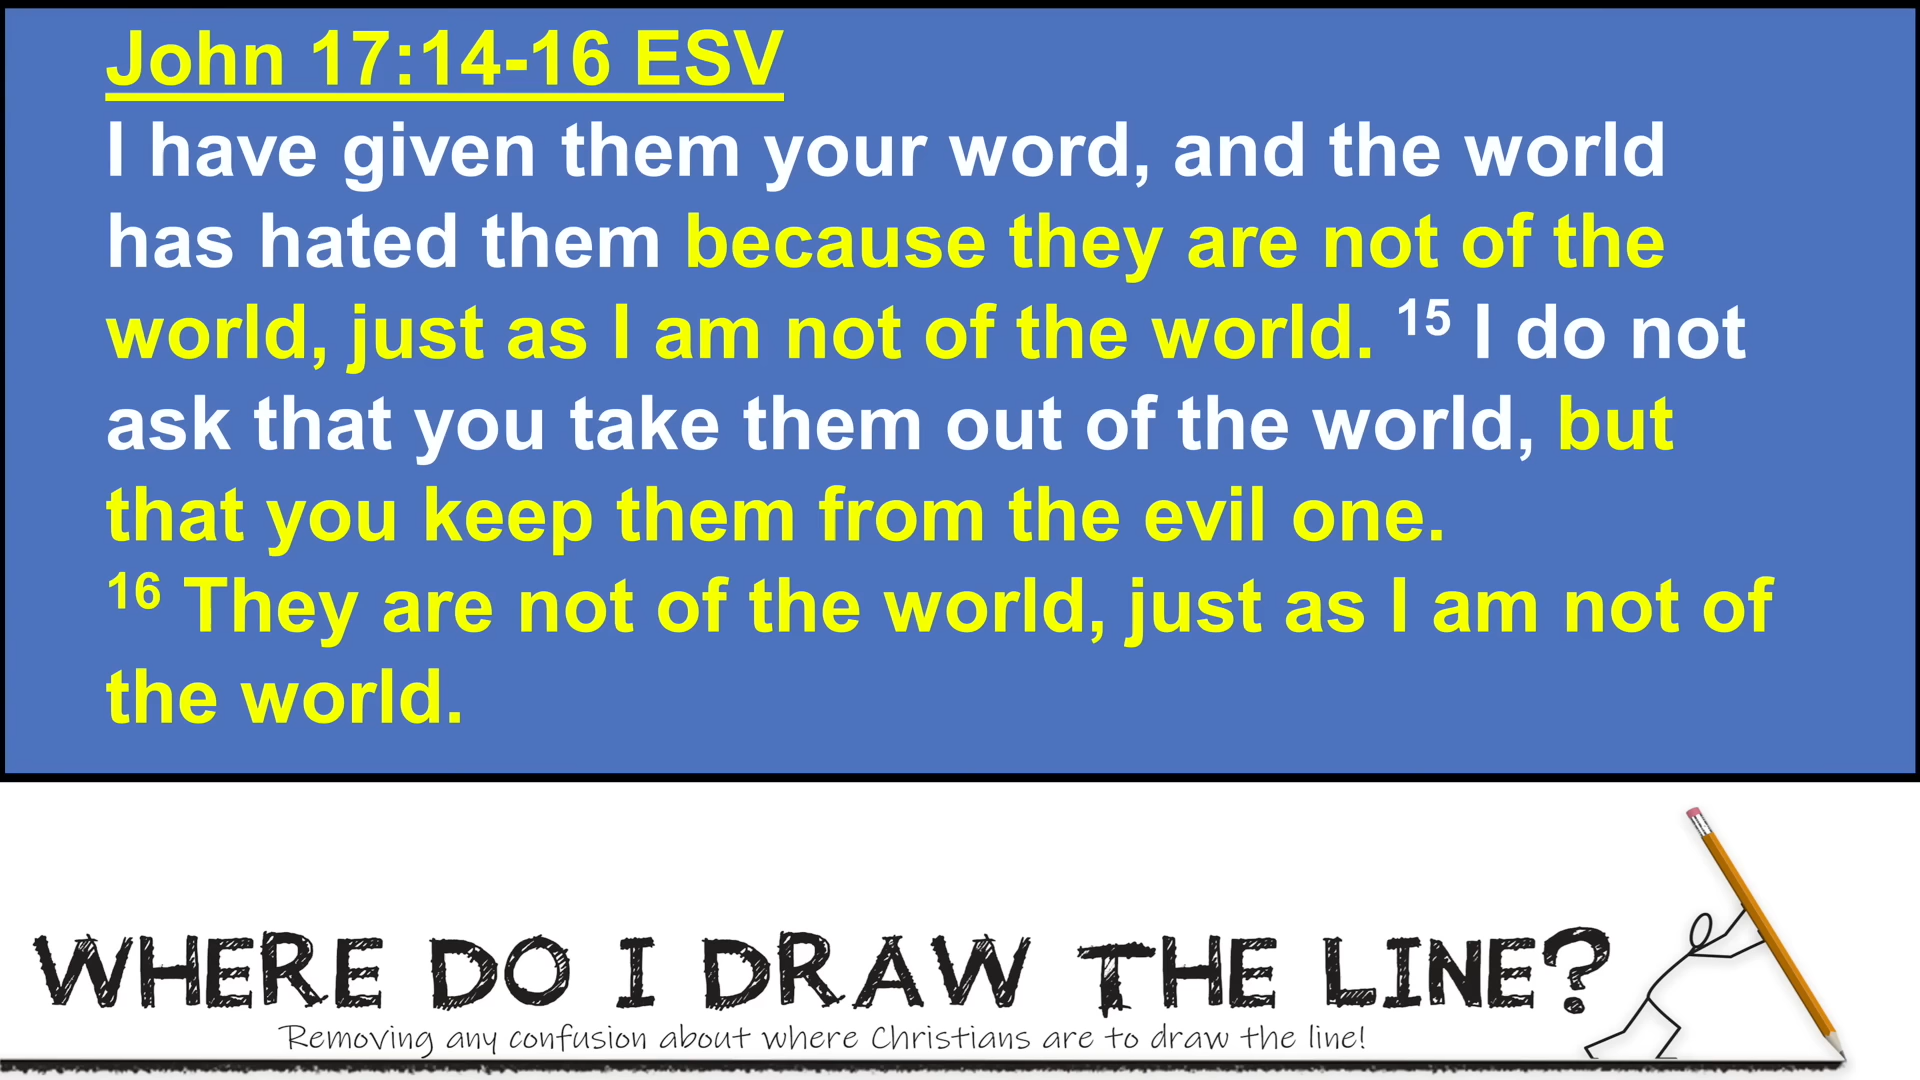 John 17:14-16 ESV
I have given them your word, and the world
has hated them because they are not of the
world, just as I am not of the world. 15 I do not
ask that you take them out of the world, but
that you keep them from the evil one.
16 They are not of the world, just as I am not of
the world.
WHERE DO I DRAW THE LINE?
Removing any confusion about where Christians are to draw the line!